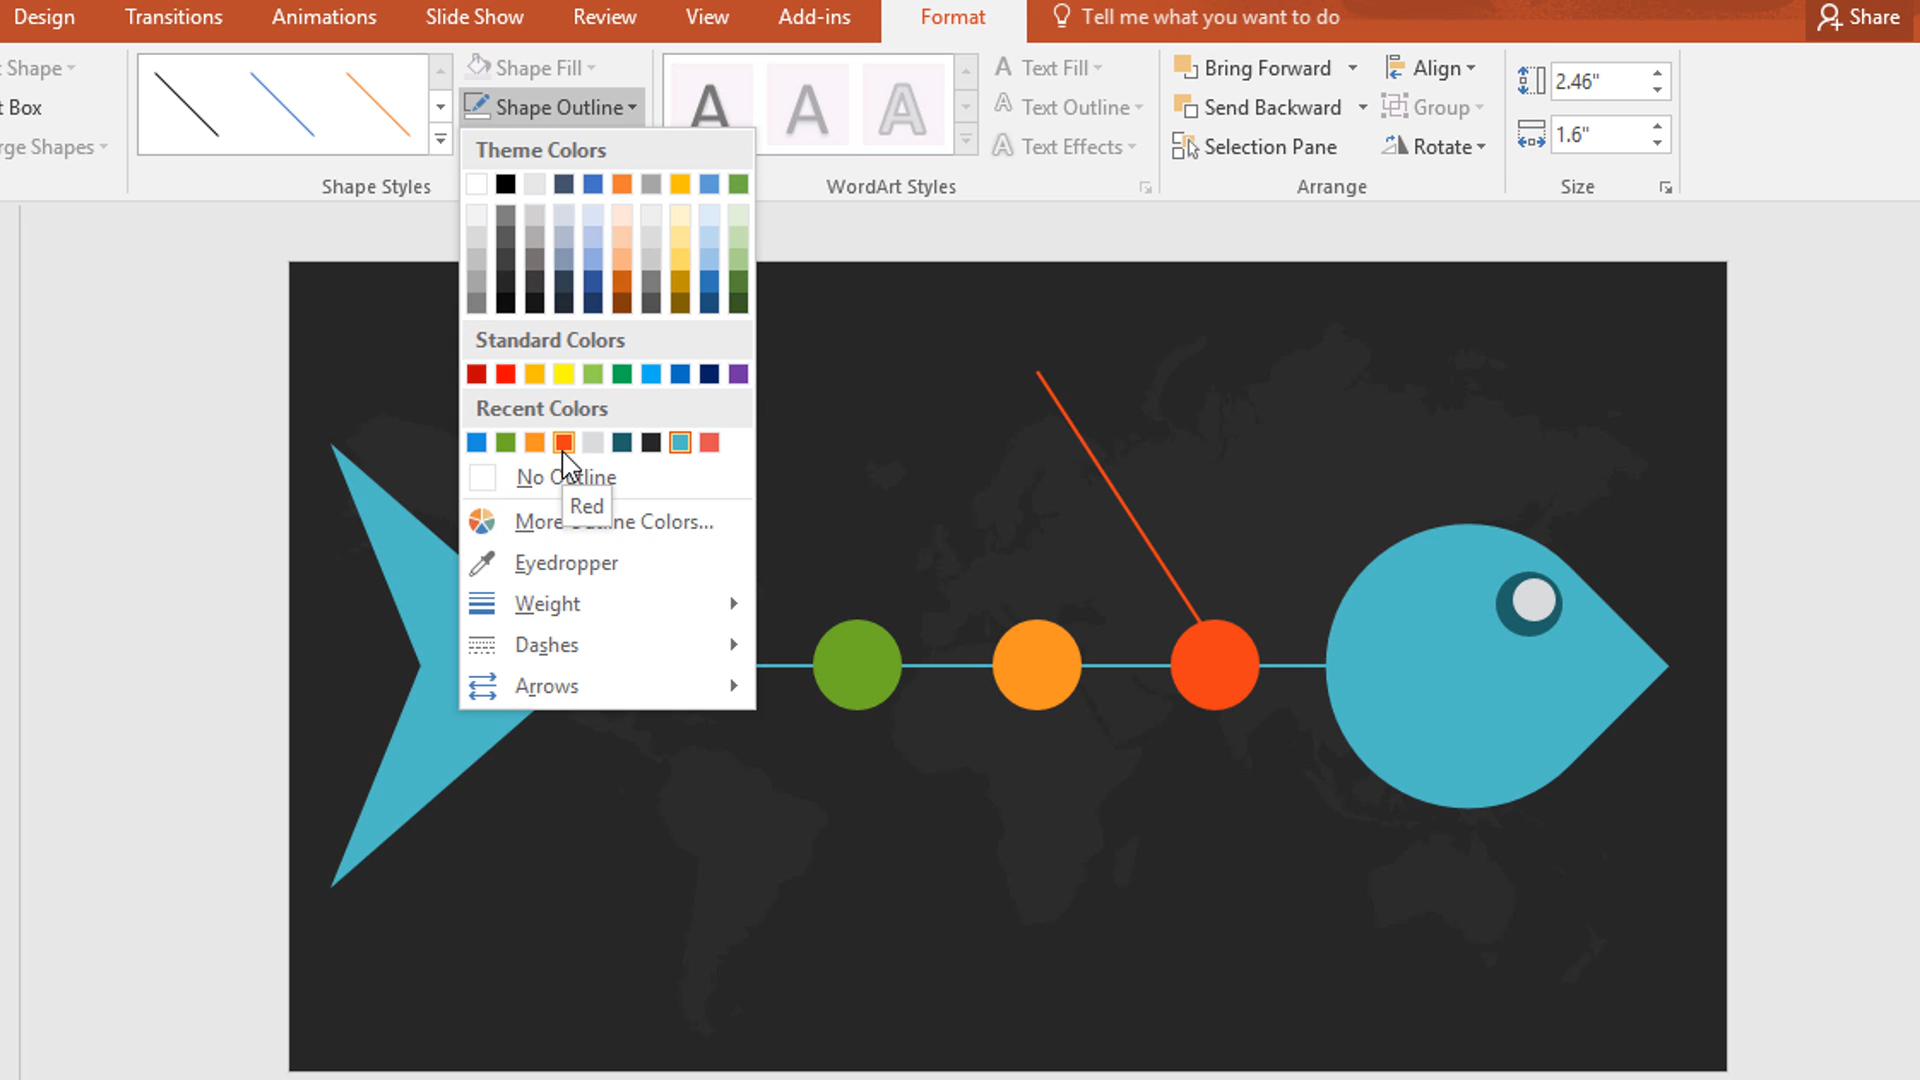 Design Transitions Animations Slide Show Review View Add-ins Format Tell me what you want to do Share
Shape Shape Fill Text Fill Bring Forward Align 2.46"
t Box Shape Outline A A A Text Outline Send Backward Group
rge Shapes Text Effects Selection Pane Rotate 1.6"
Shape Styles WordArt Styles Arrange Size
Theme Colors
Standard Colors
Recent Colors
No Outline
Red
More Outline Colors...
Eyedropper
Weight
Dashes
Arrows